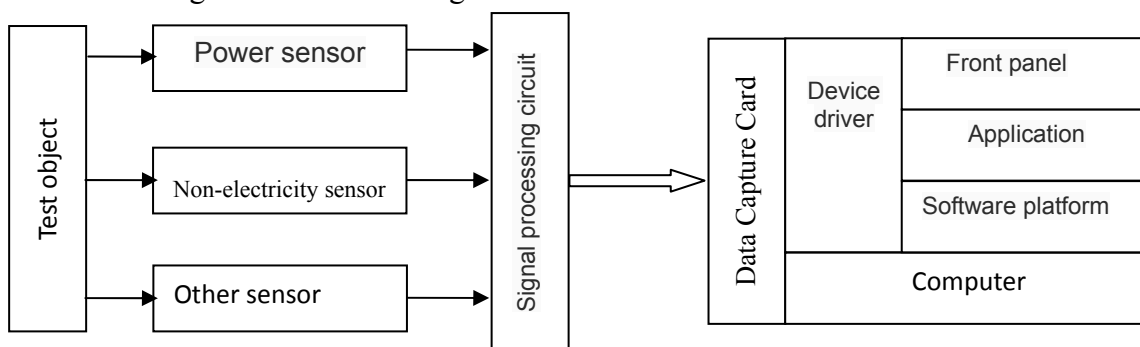 Test object
Power sensor
Non-electricity sensor
Other sensor
Signal processing circuit
Data Capture Card
Device
driver
Front panel
Application
Software platform
Computer